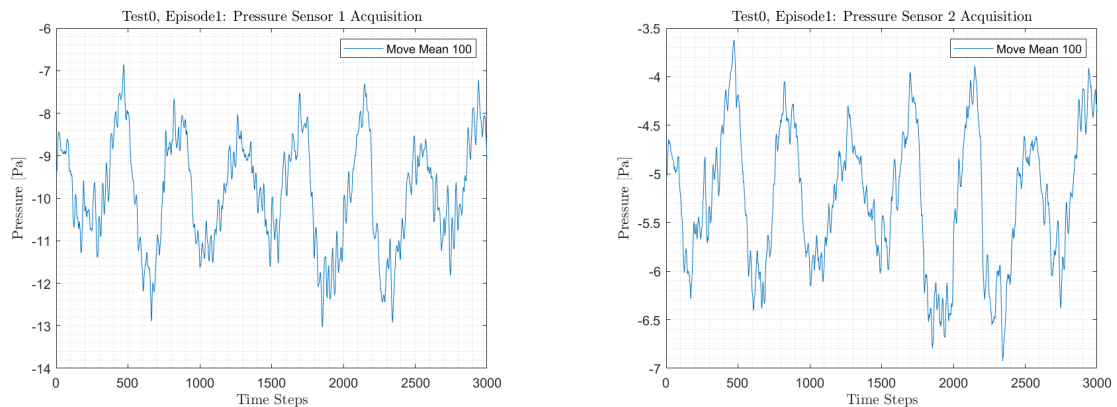 Test0, Episode1: Pressure Sensor 1 Acquisition
-6
-7
-8
-9
-10
-11
-12
-13
-14
Pressure [Pa]
Move Mean 100
0 500 1000 1500 2000 2500 3000
Time Steps
Test0, Episode1: Pressure Sensor 2 Acquisition
-3.5
-4
-4.5
-5
-5.5
-6
-6.5
-7
Pressure [Pa]
Move Mean 100
0 500 1000 1500 2000 2500 3000
Time Steps